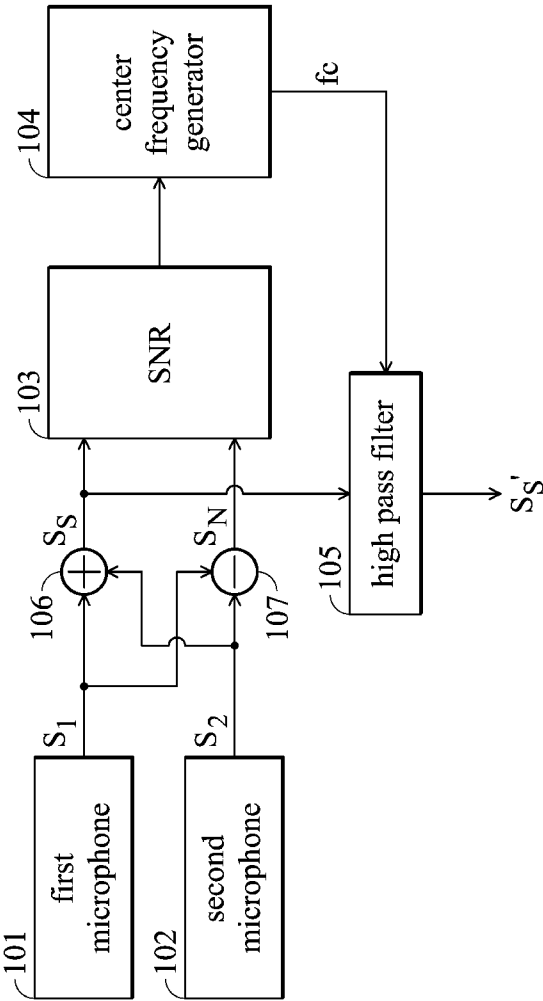 101
first
microphone
S1
106
SS
103
SNR
104
center
frequency
generator
102
second
microphone
S2
107
SN
fc
105
high pass filter
SS'